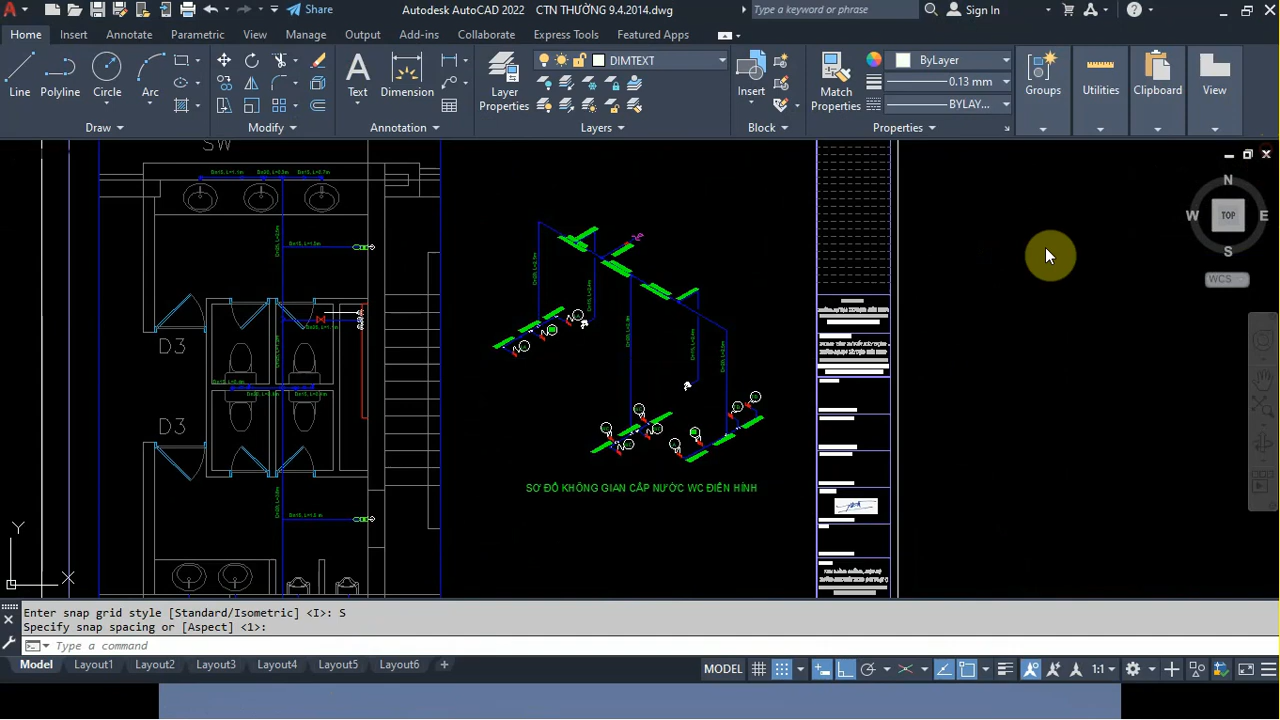 Share
Autodesk AutoCAD 2022 CTN THƯỜNG 9.4.2014.dwg
Type a keyword or phrase
Sign In
Home Insert Annotate Parametric View Manage Output Add-ins Collaborate Express Tools Featured Apps
Line Polyline Circle Arc
Text Dimension
Layer Properties
DIMTEXT
Insert
Match Properties
ByLayer
0.13 mm
BYLAY...
Groups Utilities Clipboard View
Draw Modify Annotation Layers Block Properties
SW
D3
D3
SƠ ĐỒ KHÔNG GIAN CẤP NƯỚC WC ĐIỂN HÌNH
N
W TOP E
S
WCS
Y
X
Enter snap grid style [Standard/Isometric] <I>: S
Specify snap spacing or [Aspect] <1>:
Type a command
Model Layout1 Layout2 Layout3 Layout4 Layout5 Layout6
MODEL
1:1